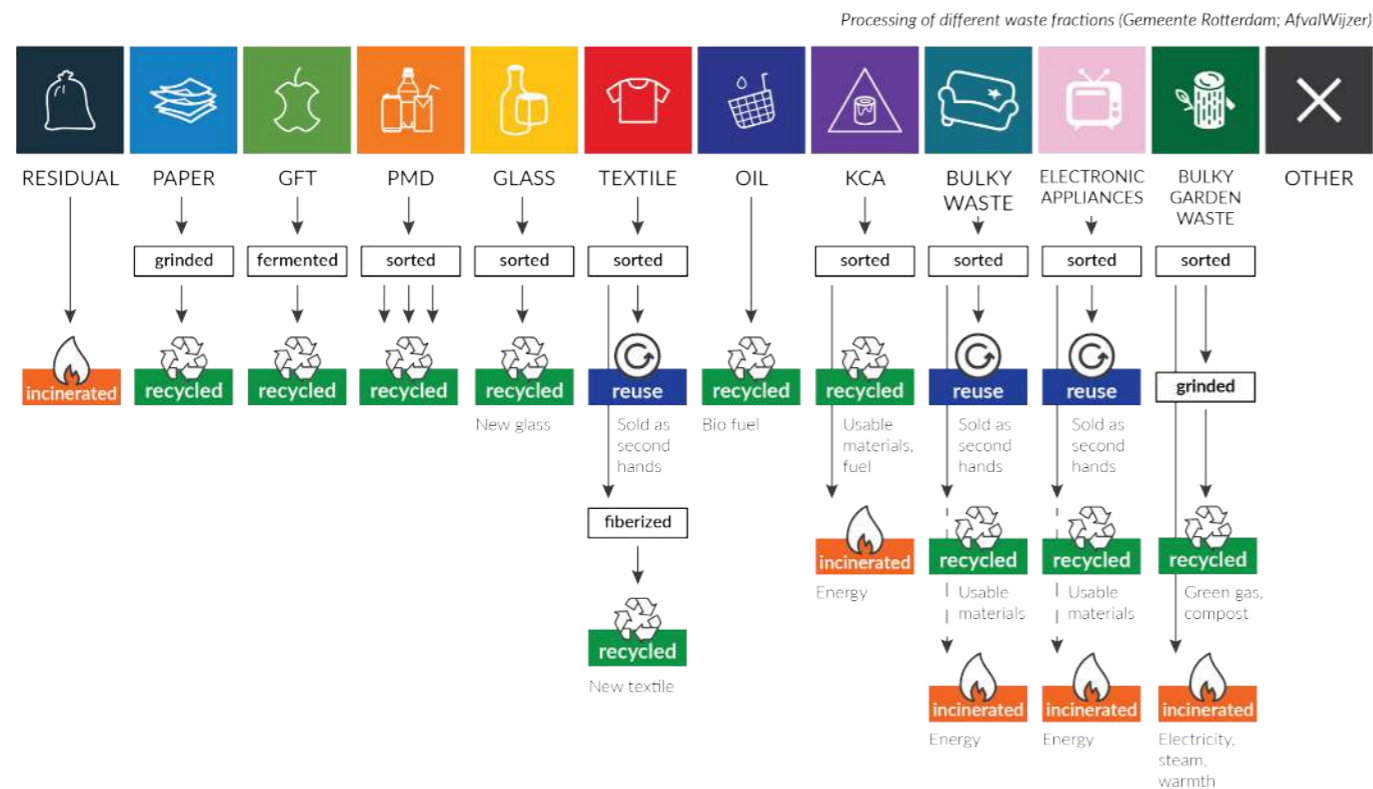 Processing of different waste fractions (Gemeente Rotterdam; AfvalWijzer)
RESIDUAL
PAPER
GFT
PMD
GLASS
TEXTILE
OIL
KCA
BULKY
WASTE
ELECTRONIC
APPLIANCES
BULKY
GARDEN
WASTE
OTHER
grinded
fermented
sorted
sorted
sorted
sorted
sorted
sorted
sorted
incinerated
recycled
recycled
recycled
recycled
New glass
reuse
Sold as
second
hands
recycled
Bio fuel
recycled
Usable
materials,
fuel
reuse
Sold as
second
hands
reuse
Sold as
second
hands
grinded
fiberized
recycled
New textile
incinerated
Energy
recycled
Usable
materials
recycled
Usable
materials
recycled
Green gas,
compost
incinerated
Energy
incinerated
Energy
incinerated
Electricity,
steam,
warmth